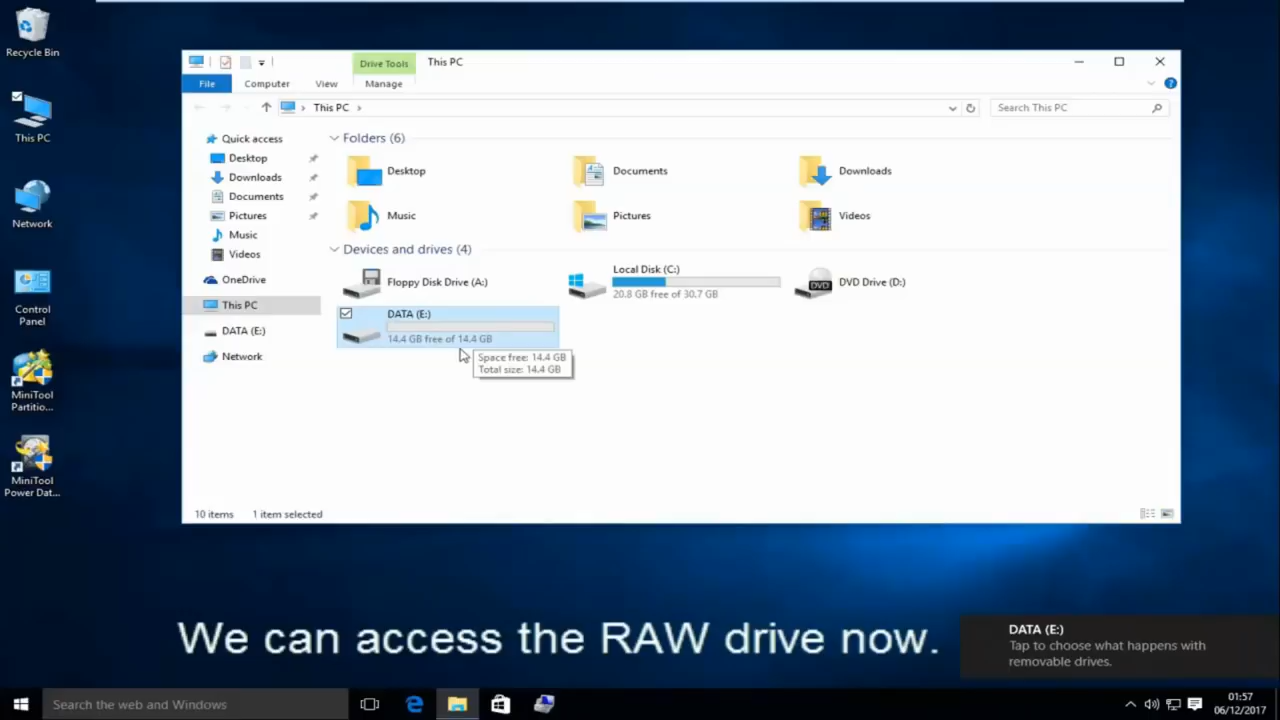 Recycle Bin
This PC
Network
Control
Panel
MiniTool
Partitio...
MiniTool
Power Dat...
Drive Tools
This PC
File
Computer
View
Manage
This PC
Search This PC
Quick access
Desktop
Downloads
Documents
Pictures
Music
Videos
OneDrive
This PC
DATA (E:)
Network
Folders (6)
Desktop
Documents
Downloads
Music
Pictures
Videos
Devices and drives (4)
Floppy Disk Drive (A:)
Local Disk (C:)
20.8 GB free of 30.7 GB
DVD
DVD Drive (D:)
DATA (E:)
14.4 GB free of 14.4 GB
Space free: 14.4 GB
Total size: 14.4 GB
10 items
1 item selected
We can access the RAW drive now.
DATA (E:)
Tap to choose what happens with
removable drives.
Search the web and Windows
01:57
06/12/2017